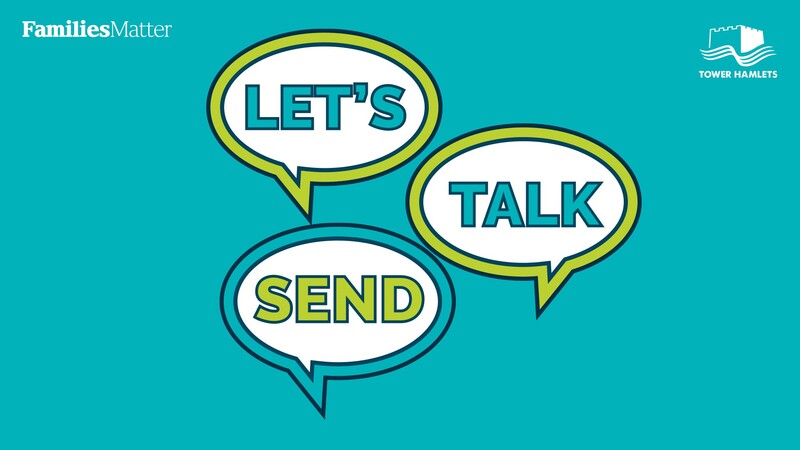 FamiliesMatter
TOWER HAMLETS
LET'S
TALK
SEND